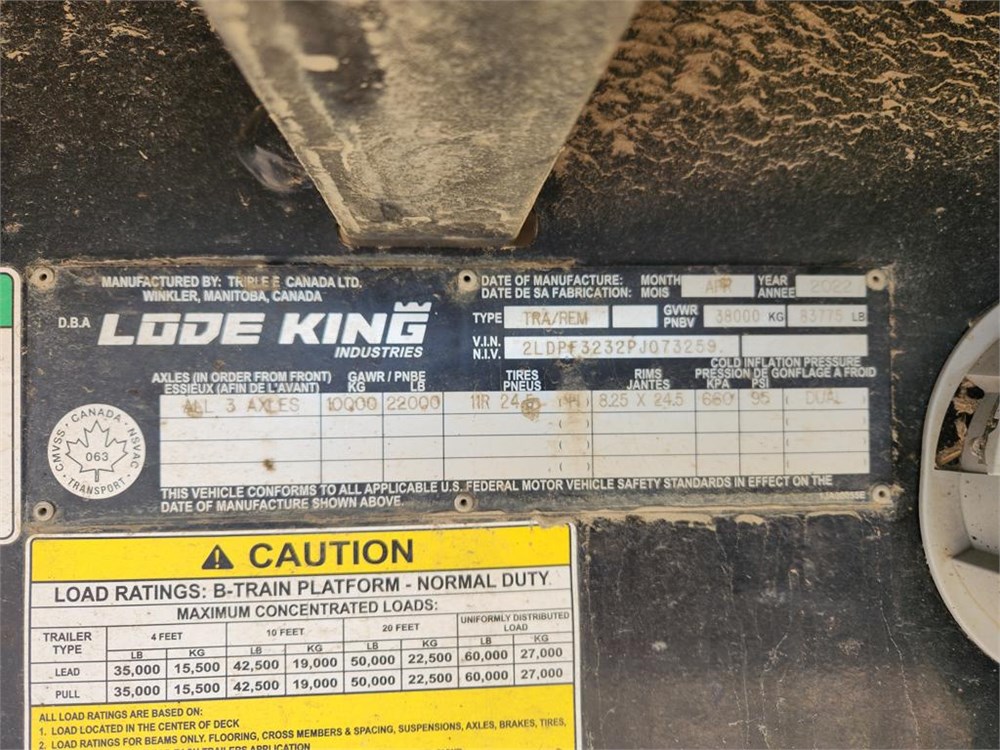 MANUFACTURED BY: TRIPLE E CANADA LTD.
WINKLER, MANITOBA, CANADA
D.B.A LODE KING
INDUSTRIES
DATE OF MANUFACTURE: MONTH APR YEAR 2022
DATE DE SA FABRICATION: MOIS ANNEE
TYPE TRA/REM GVWR PNBV 38000 KG 83775 LB
V.I.N.
N.I.V. 2LDPF3232PJ073259
COLD INFLATION PRESSURE
AXLES (IN ORDER FROM FRONT) GAWR / PNBE TIRES RIMS PRESSION DE GONFLAGE A FROID
ESSIEUX (AFIN DE L'AVANT) KG LB PNEUS JANTES KPA PSI
ALL 3 AXLES 10000 22000 11R 24.5 8.25 X 24.5 660 95 DUAL
CMVSS · CANADA · NSVAC
063
· TRANSPORT ·
THIS VEHICLE CONFORMS TO ALL APPLICABLE U.S. FEDERAL MOTOR VEHICLE SAFETY STANDARDS IN EFFECT ON THE
DATE OF MANUFACTURE SHOWN ABOVE.
CAUTION
LOAD RATINGS: B-TRAIN PLATFORM - NORMAL DUTY
MAXIMUM CONCENTRATED LOADS:
TRAILER TYPE 4 FEET 10 FEET 20 FEET UNIFORMLY DISTRIBUTED LOAD
LB KG LB KG LB KG LB KG
LEAD 35,000 15,500 42,500 19,000 50,000 22,500 60,000 27,000
PULL 35,000 15,500 42,500 19,000 50,000 22,500 60,000 27,000
ALL LOAD RATINGS ARE BASED ON:
1. LOAD LOCATED IN THE CENTER OF DECK
2. LOAD RATINGS FOR BEAMS ONLY. FLOORING, CROSS MEMBERS & SPACING, SUSPENSIONS, AXLES, BRAKES, TIRES,